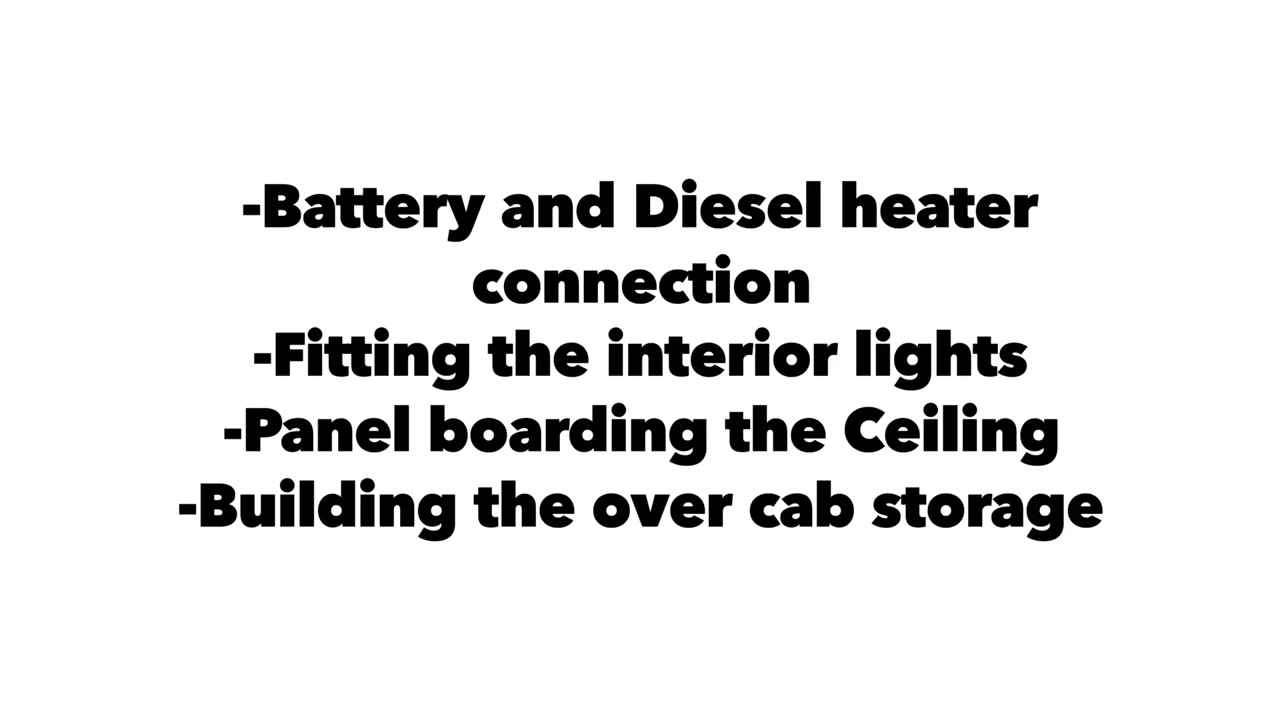 -Battery and Diesel heater
connection
-Fitting the interior lights
-Panel boarding the Ceiling
-Building the over cab storage